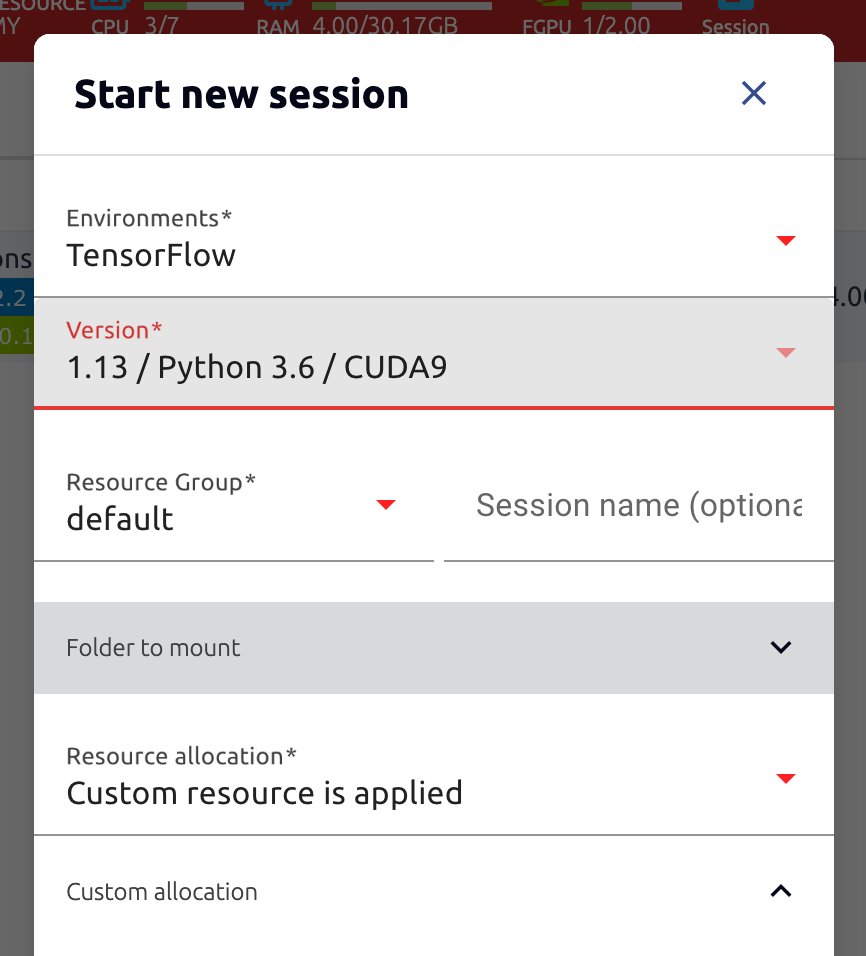 CPU 3/7 RAM 4.00/30.17GB FGPU 1/2.00 Session
Start new session
Environments*
TensorFlow
Version*
1.13 / Python 3.6 / CUDA9
Resource Group*
default
Session name (optiona
Folder to mount
Resource allocation*
Custom resource is applied
Custom allocation